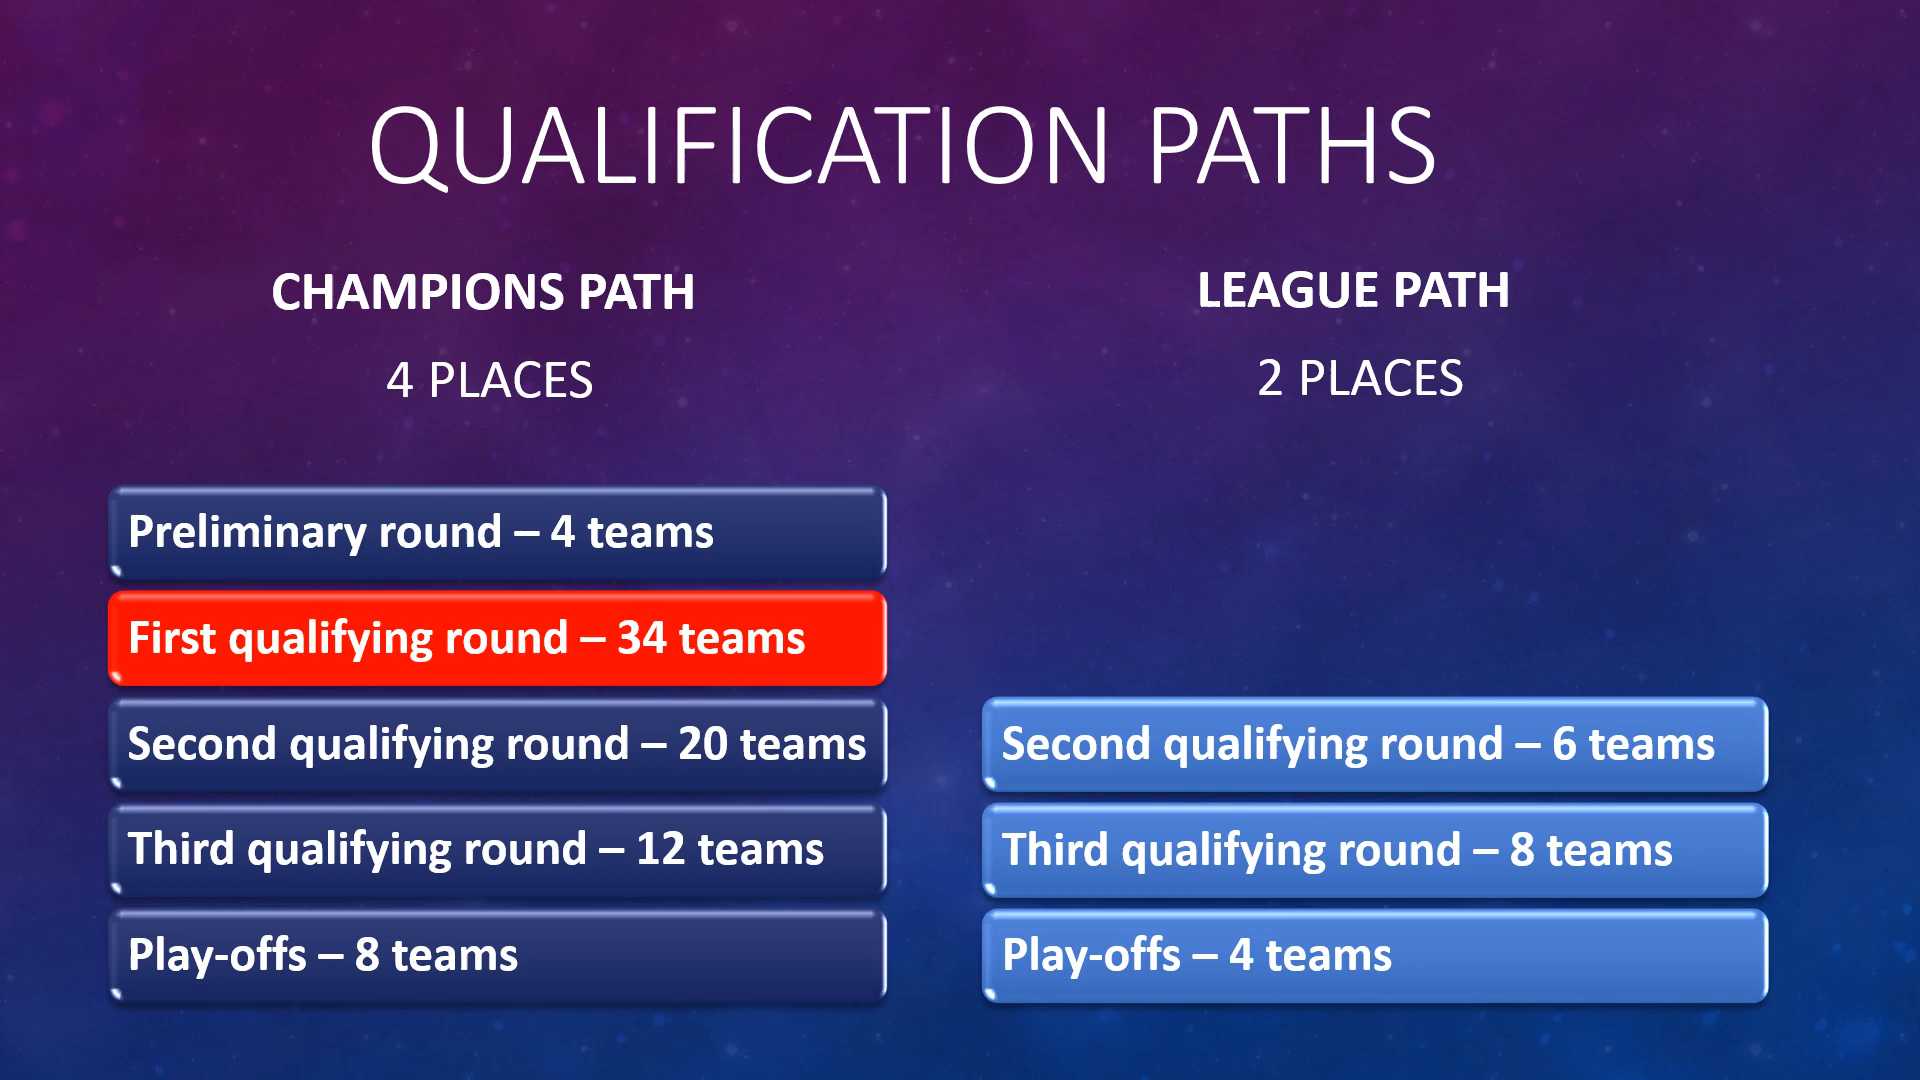 QUALIFICATION PATHS
CHAMPIONS PATH
4 PLACES
Preliminary round – 4 teams
First qualifying round – 34 teams
Second qualifying round – 20 teams
Third qualifying round – 12 teams
Play-offs – 8 teams
LEAGUE PATH
2 PLACES
Second qualifying round – 6 teams
Third qualifying round – 8 teams
Play-offs – 4 teams